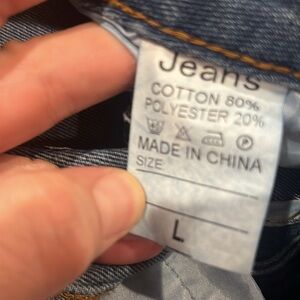 Jeans
COTTON 80%
POLYESTER 20%
MADE IN CHINA
SIZE:
L